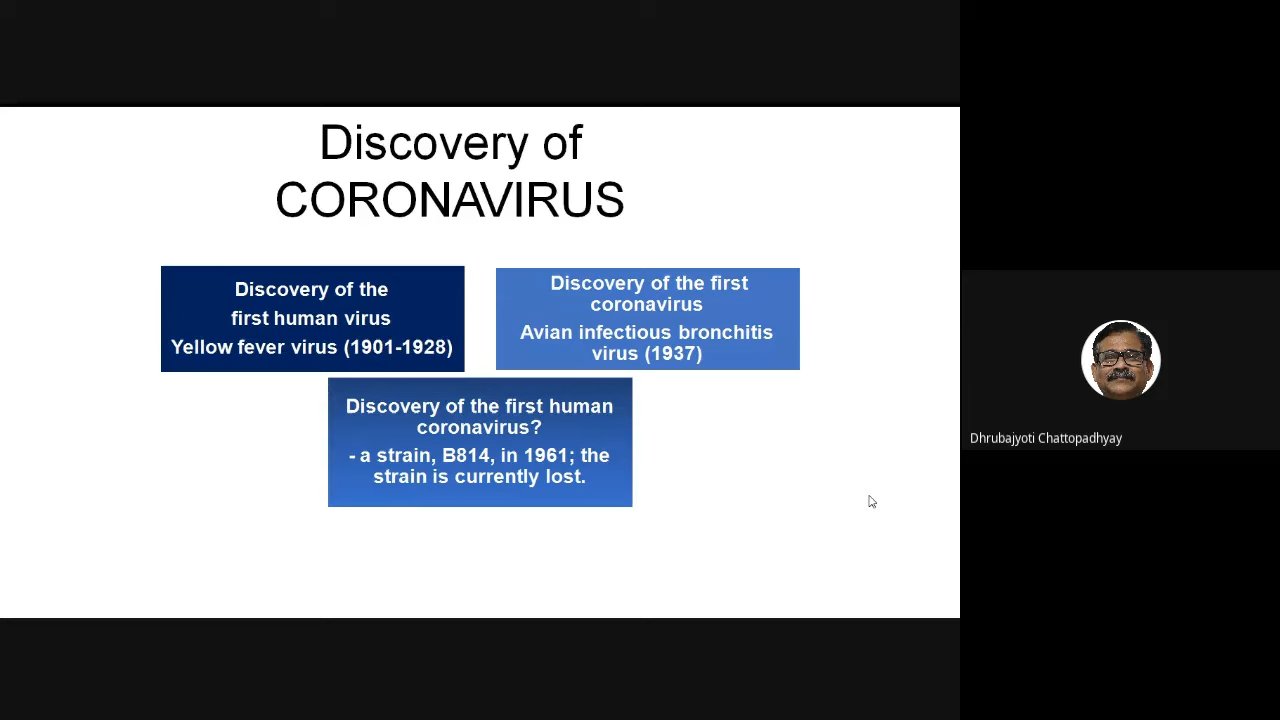 Discovery of
CORONAVIRUS
Discovery of the
first human virus
Yellow fever virus (1901-1928)
Discovery of the first
coronavirus
Avian infectious bronchitis
virus (1937)
Discovery of the first human
coronavirus?
- a strain, B814, in 1961; the
strain is currently lost.
Dhrubajyoti Chattopadhyay